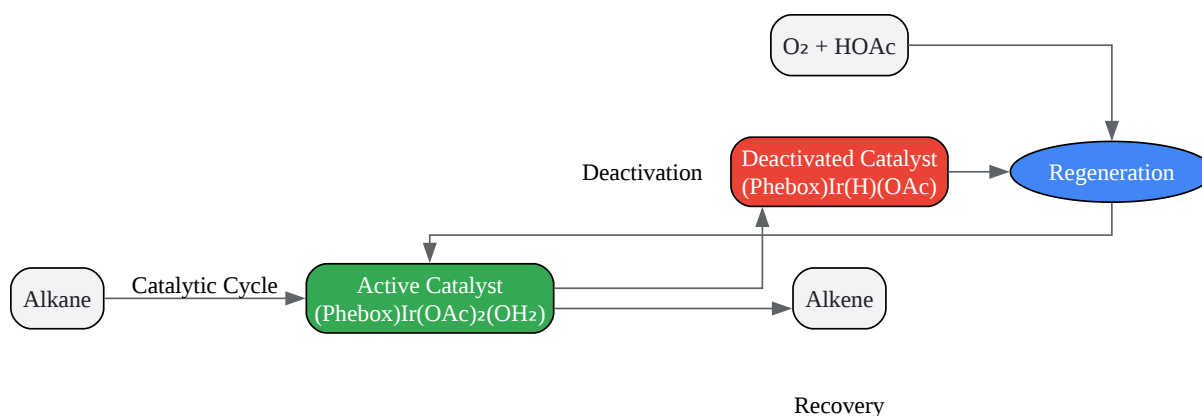 O₂ + HOAc
Deactivation
Deactivated Catalyst
(Phebox)Ir(H)(OAc)
Regeneration
Alkane
Catalytic Cycle
Active Catalyst
(Phebox)Ir(OAc)₂(OH₂)
Alkene
Recovery